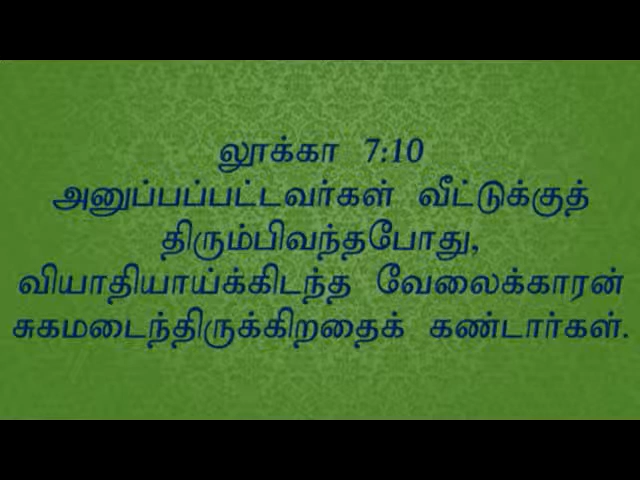 லூக்கா 7:10
அனுப்பப்பட்டவர்கள் வீட்டுக்குத்
திரும்பிவந்தபோது,
வியாதியாய்க்கிடந்த வேலைக்காரன்
சுகமடைந்திருக்கிறதைக் கண்டார்கள்.